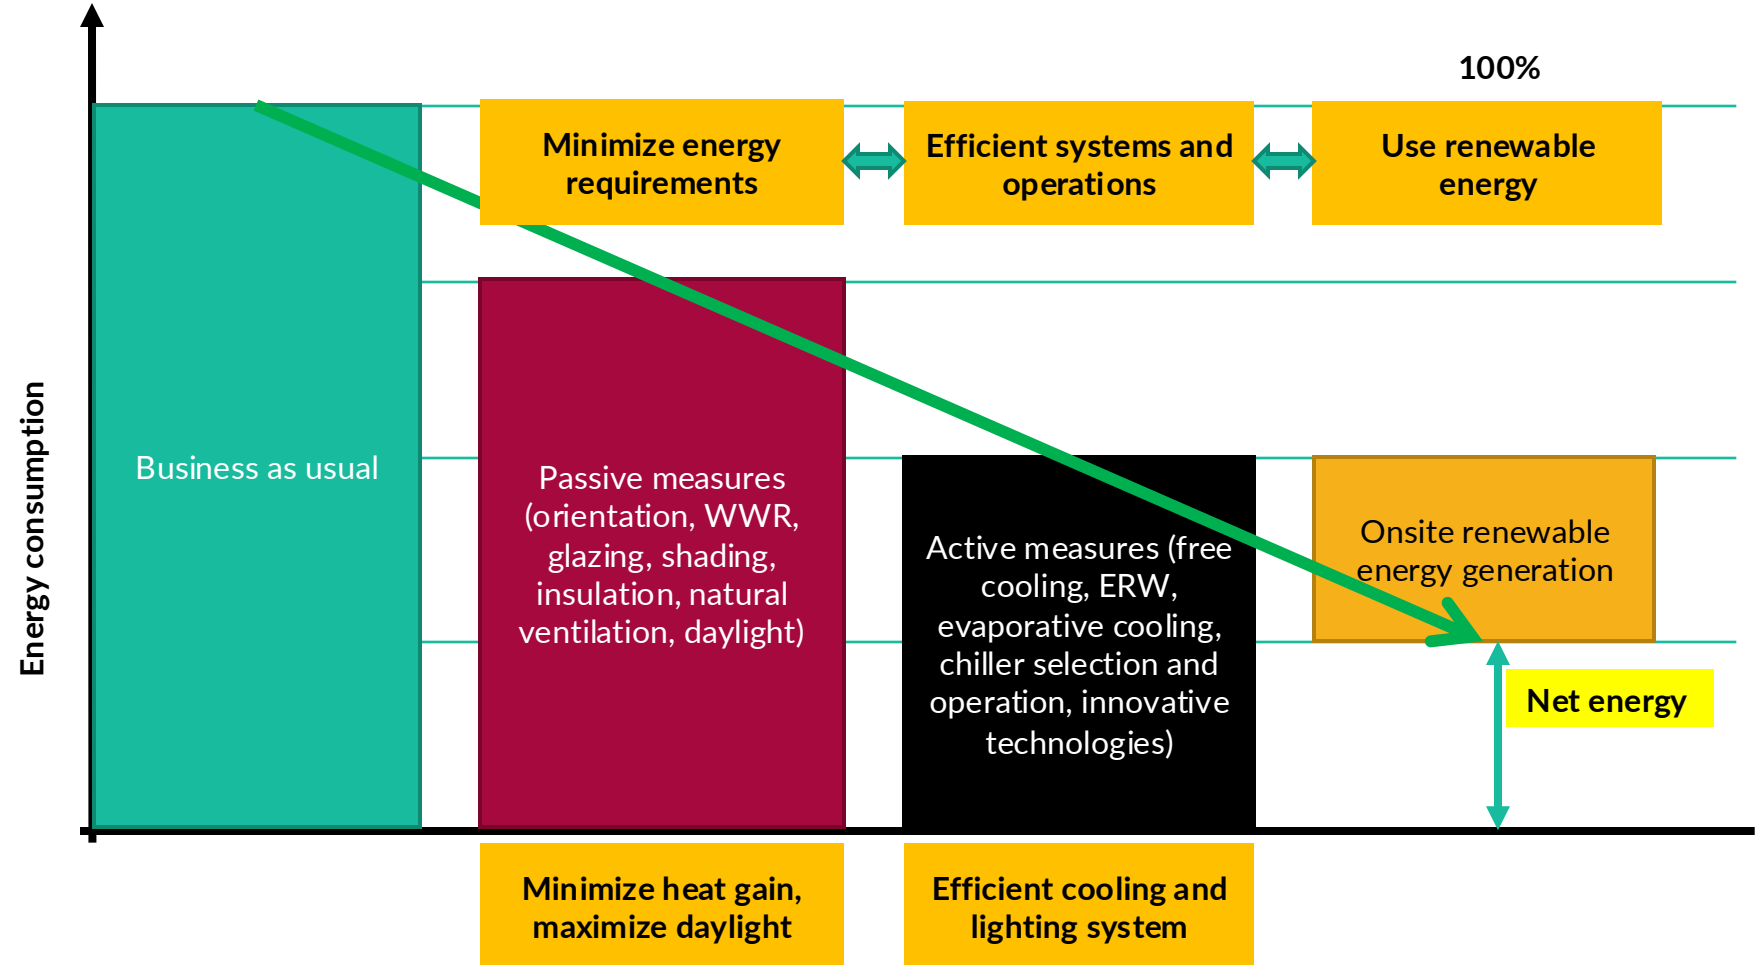 100%
Minimize energy
requirements
Efficient systems and
operations
Use renewable
energy
Energy consumption
Business as usual
Passive measures
(orientation, WWR,
glazing, shading,
insulation, natural
ventilation, daylight)
Active measures (free
cooling, ERW,
evaporative cooling,
chiller selection and
operation, innovative
technologies)
Onsite renewable
energy generation
Net energy
Minimize heat gain,
maximize daylight
Efficient cooling and
lighting system